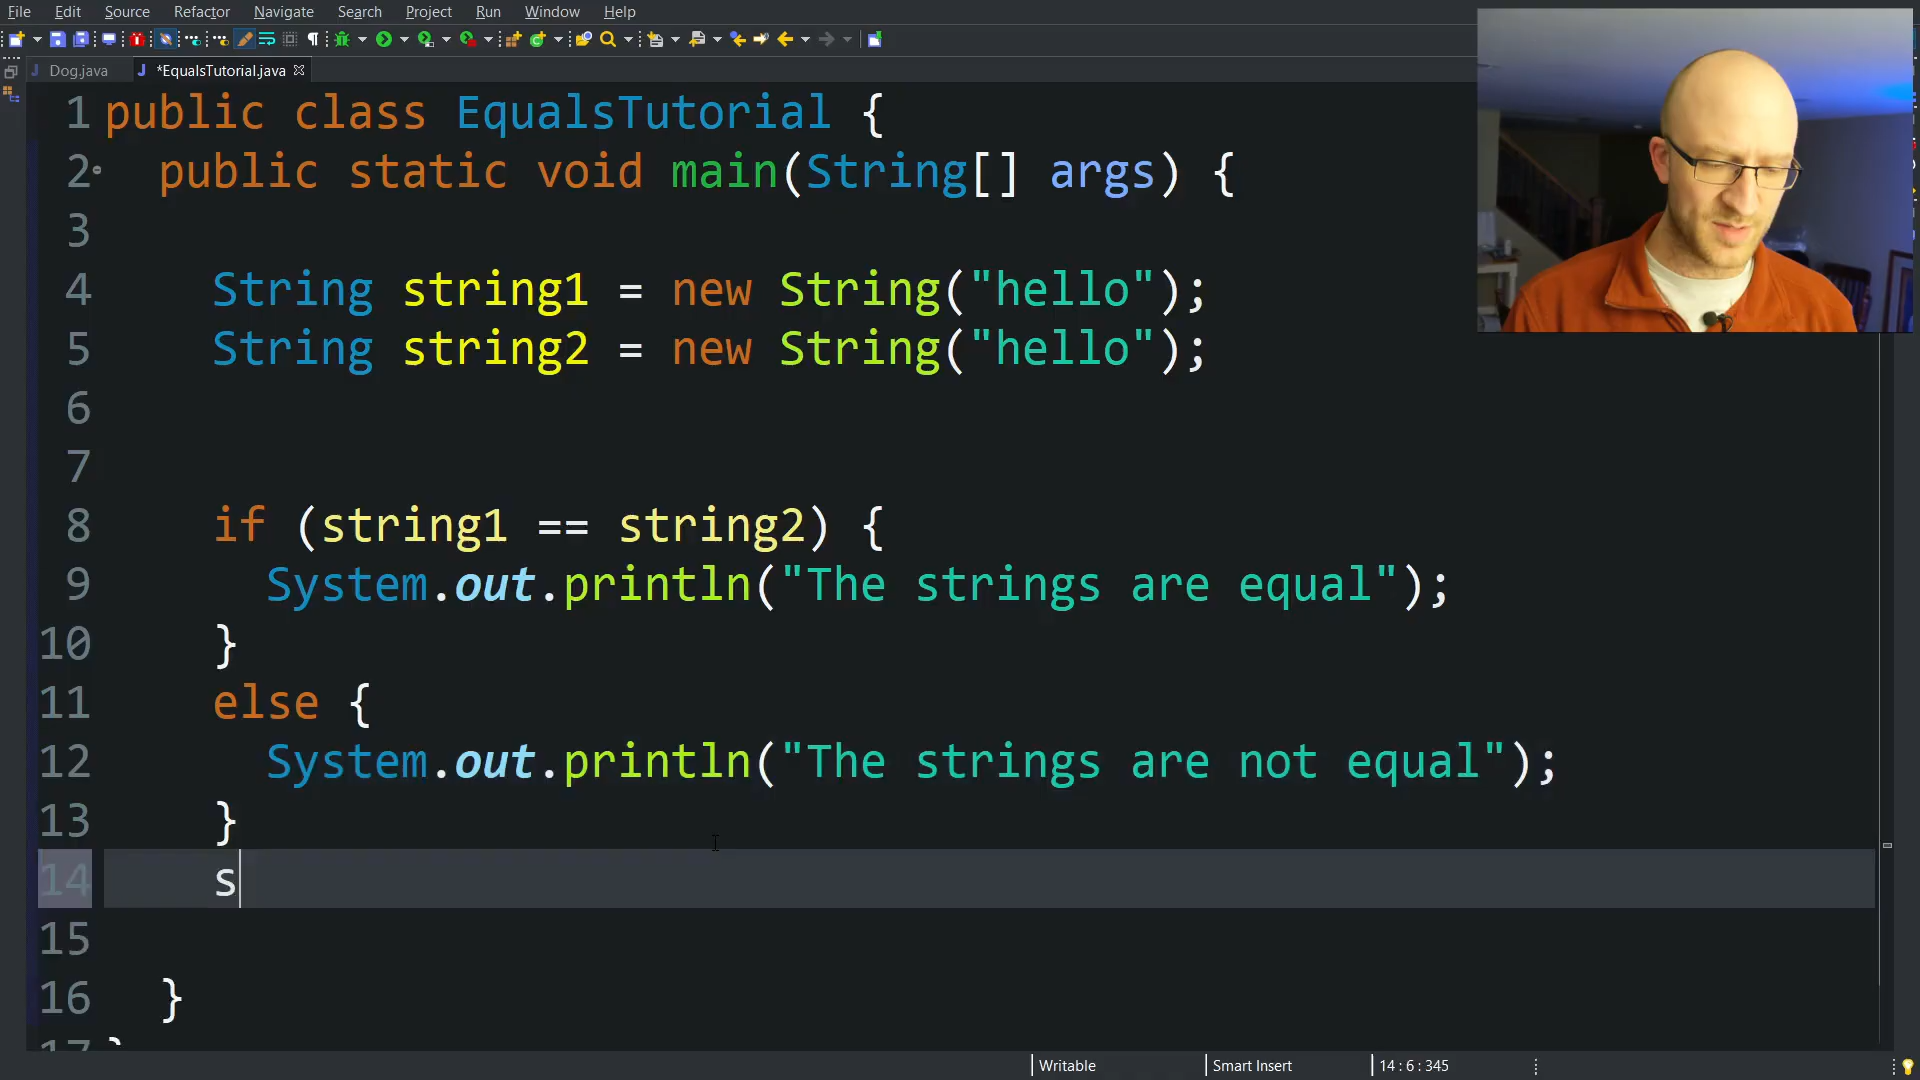 File Edit Source Refactor Navigate Search Project Run Window Help
Dog.java *EqualsTutorial.java
1 public class EqualsTutorial {
2 public static void main(String[] args) {
3
4 String string1 = new String("hello");
5 String string2 = new String("hello");
6
7
8 if (string1 == string2) {
9 System.out.println("The strings are equal");
10 }
11 else {
12 System.out.println("The strings are not equal");
13 }
14 s
15
16 }
17 }
Writable Smart Insert 14 : 6 : 345